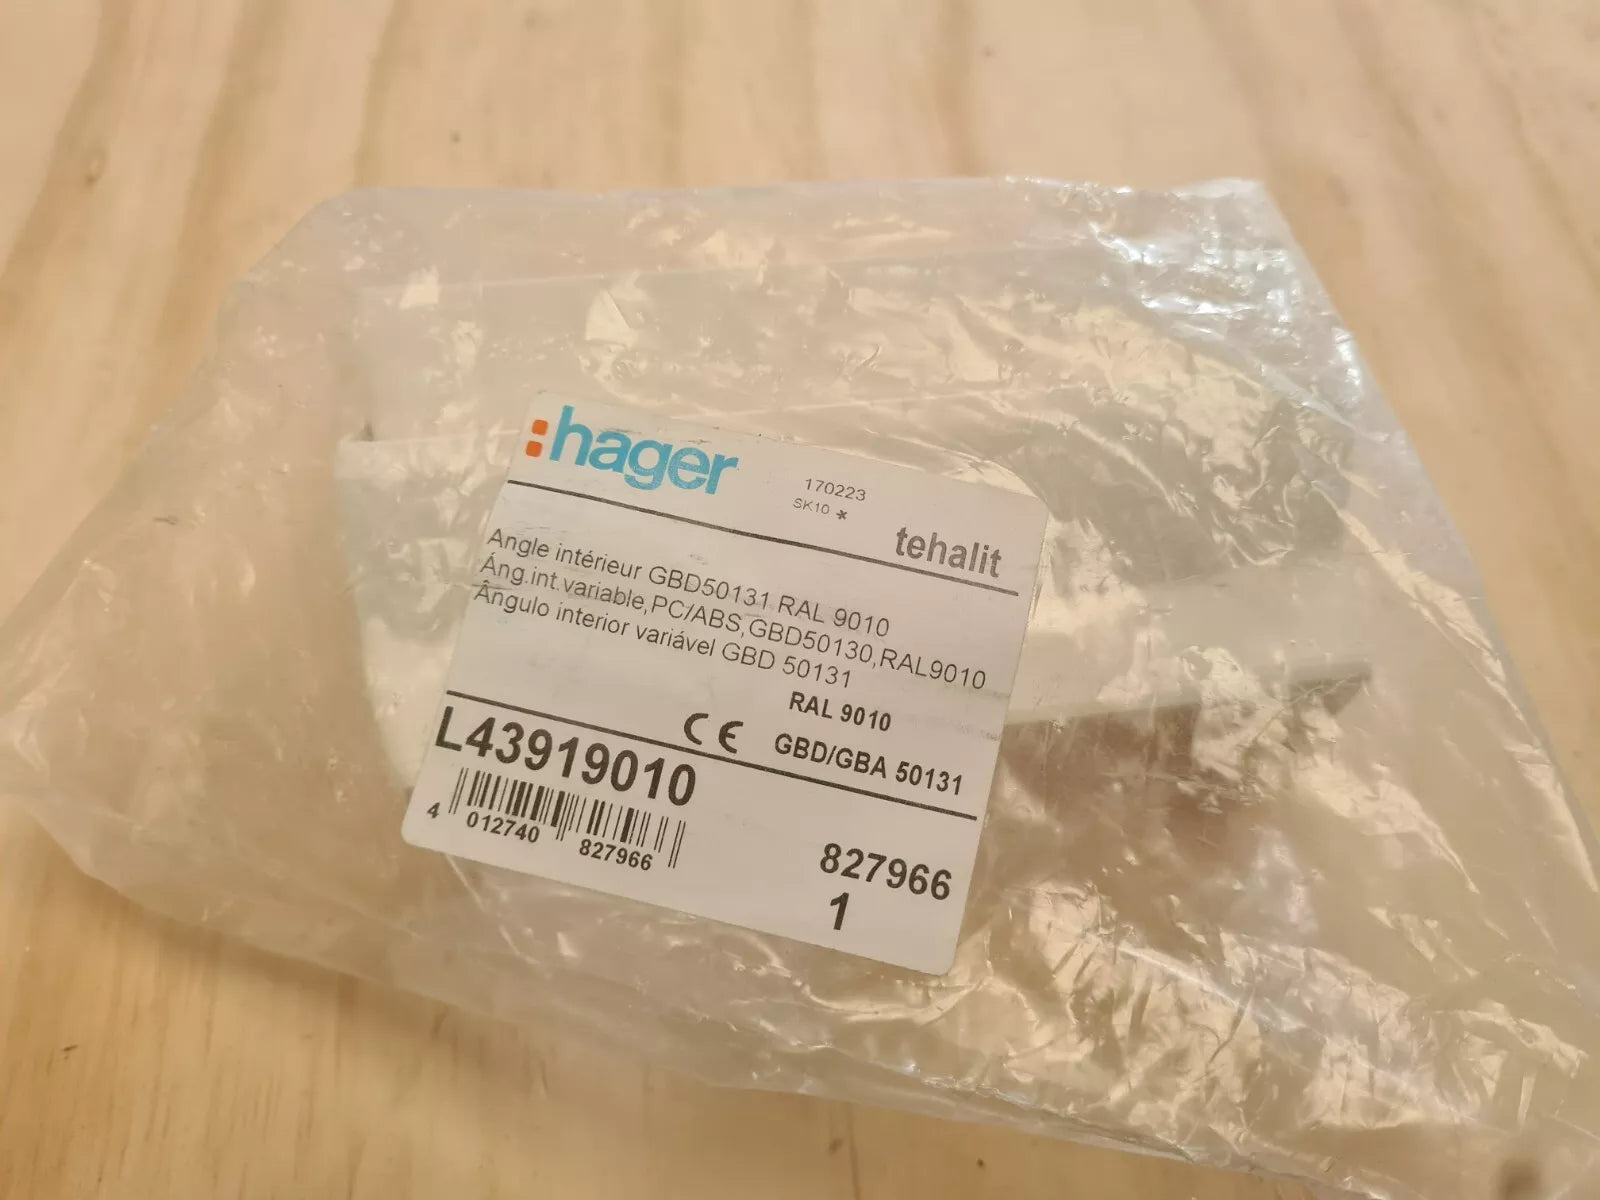 hager
170223
SK10 *
tehalit
Angle intérieur GBD50131 RAL 9010
Áng.int.variable,PC/ABS,GBD50130,RAL9010
Ângulo interior variável GBD 50131
RAL 9010
CE GBD/GBA 50131
L43919010
4 012740 827966
827966
1